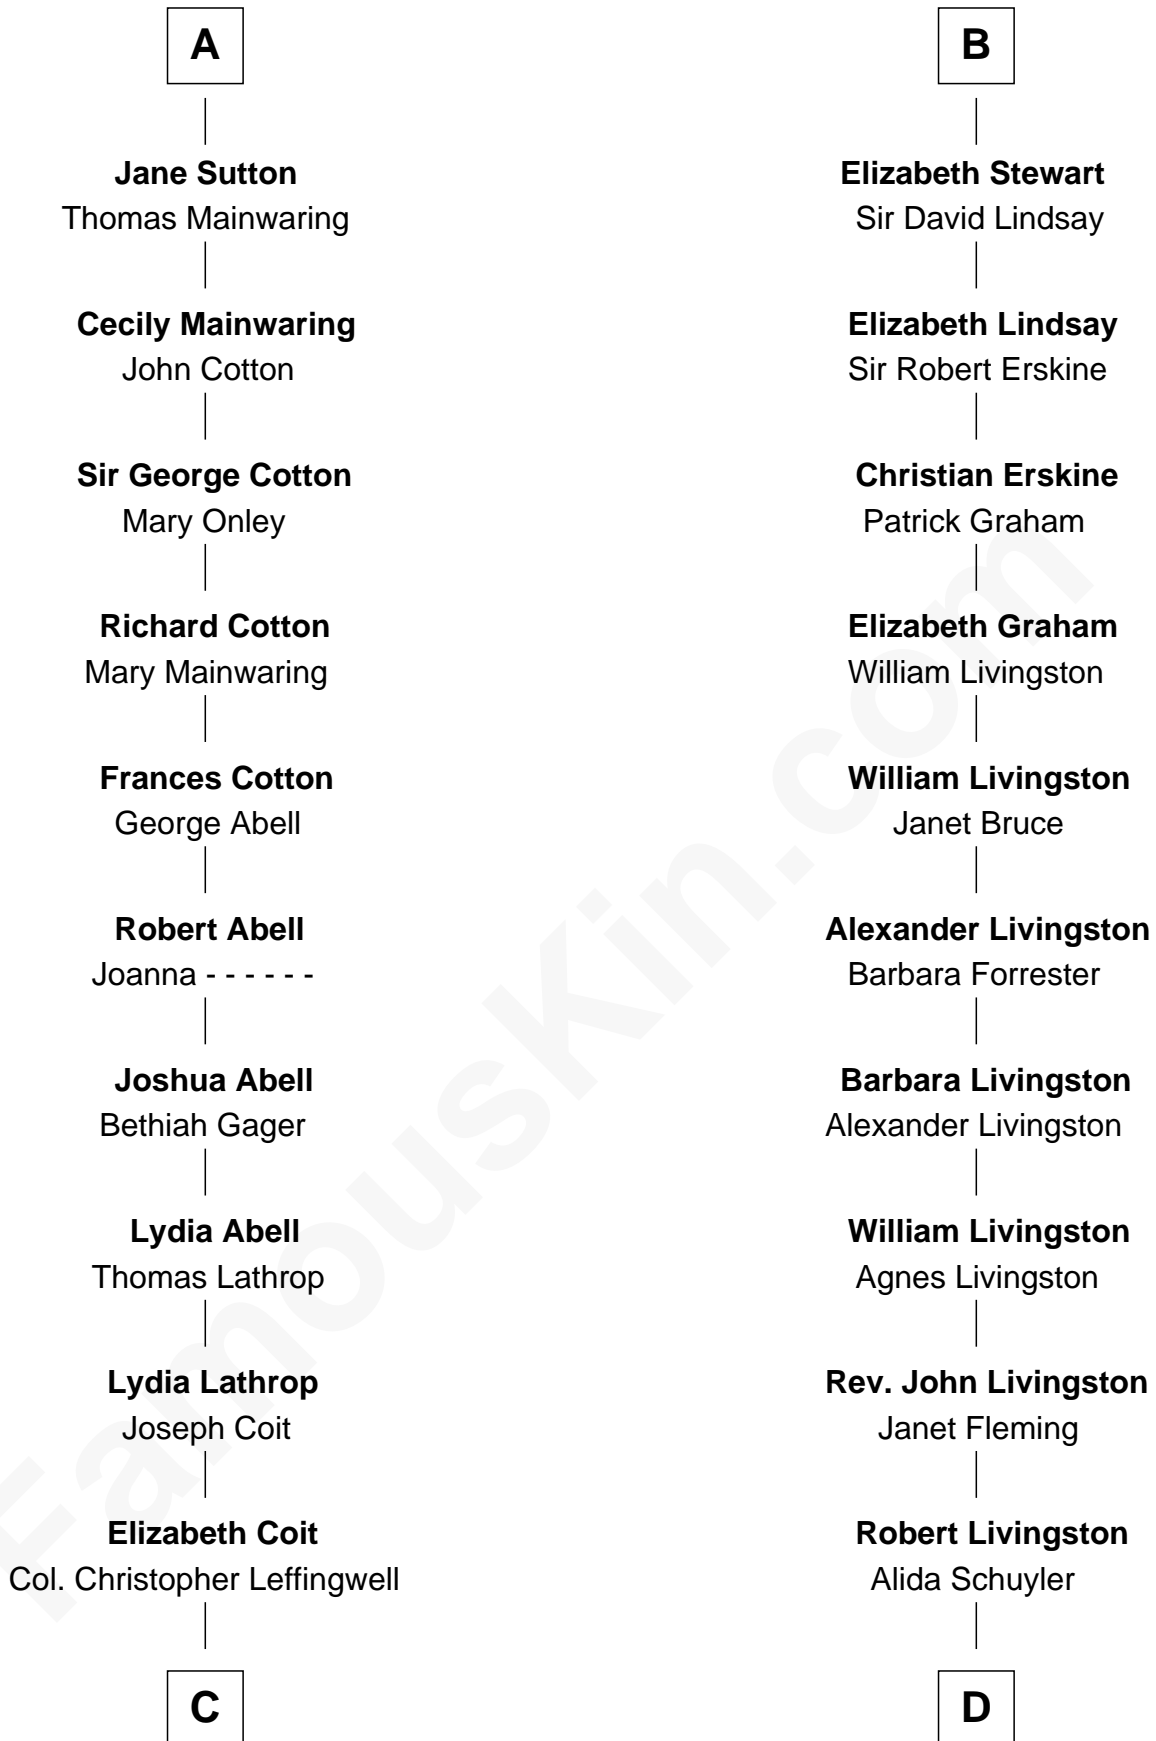 A
Jane Sutton
Thomas Mainwaring
Cecily Mainwaring
John Cotton
Sir George Cotton
Mary Onley
Richard Cotton
Mary Mainwaring
Frances Cotton
George Abell
Robert Abell
Joanna - - - - - -
Joshua Abell
Bethiah Gager
Lydia Abell
Thomas Lathrop
Lydia Lathrop
Joseph Coit
Elizabeth Coit
Col. Christopher Leffingwell
C
B
Elizabeth Stewart
Sir David Lindsay
Elizabeth Lindsay
Sir Robert Erskine
Christian Erskine
Patrick Graham
Elizabeth Graham
William Livingston
William Livingston
Janet Bruce
Alexander Livingston
Barbara Forrester
Barbara Livingston
Alexander Livingston
William Livingston
Agnes Livingston
Rev. John Livingston
Janet Fleming
Robert Livingston
Alida Schuyler
D
FamousKin.com